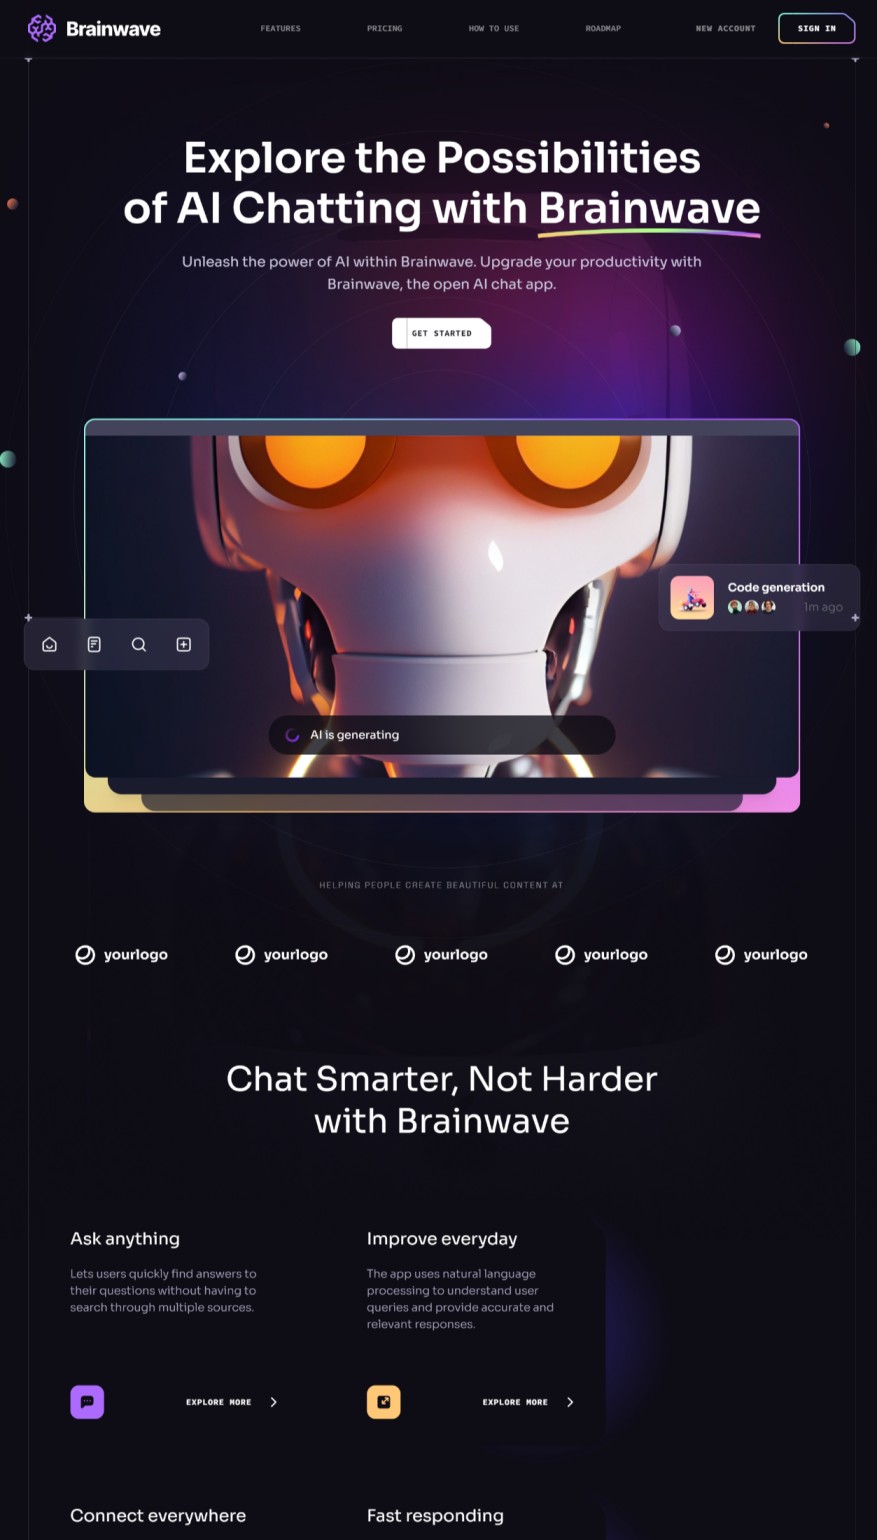 Brainwave
FEATURES
PRICING
HOW TO USE
ROADMAP
NEW ACCOUNT
SIGN IN
Explore the Possibilities
of AI Chatting with Brainwave
Unleash the power of AI within Brainwave. Upgrade your productivity with
Brainwave, the open AI chat app.
GET STARTED
Code generation
1m ago
AI is generating
HELPING PEOPLE CREATE BEAUTIFUL CONTENT AT
yourlogo
yourlogo
yourlogo
yourlogo
yourlogo
Chat Smarter, Not Harder
with Brainwave
Ask anything
Lets users quickly find answers to
their questions without having to
search through multiple sources.
EXPLORE MORE
Improve everyday
The app uses natural language
processing to understand user
queries and provide accurate and
relevant responses.
EXPLORE MORE
Connect everywhere
Fast responding